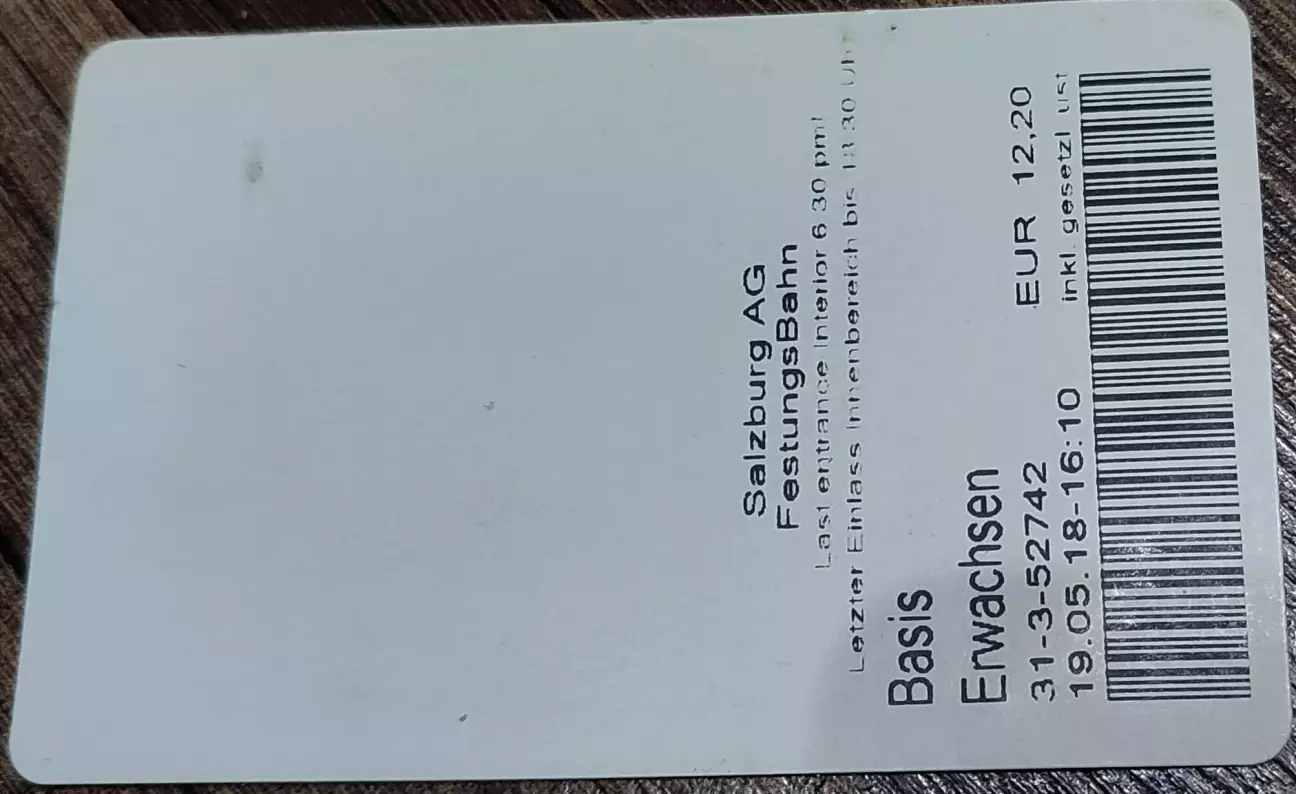 Salzburg AG
FestungsBahn
Last entrance Interior 6 30 pm!
Letzter Einlass Innenbereich bis 18 30 Uhr
Basis
Erwachsen
31-3-52742 EUR 12,20
19.05.18-16:10 inkl. gesetzl Ust